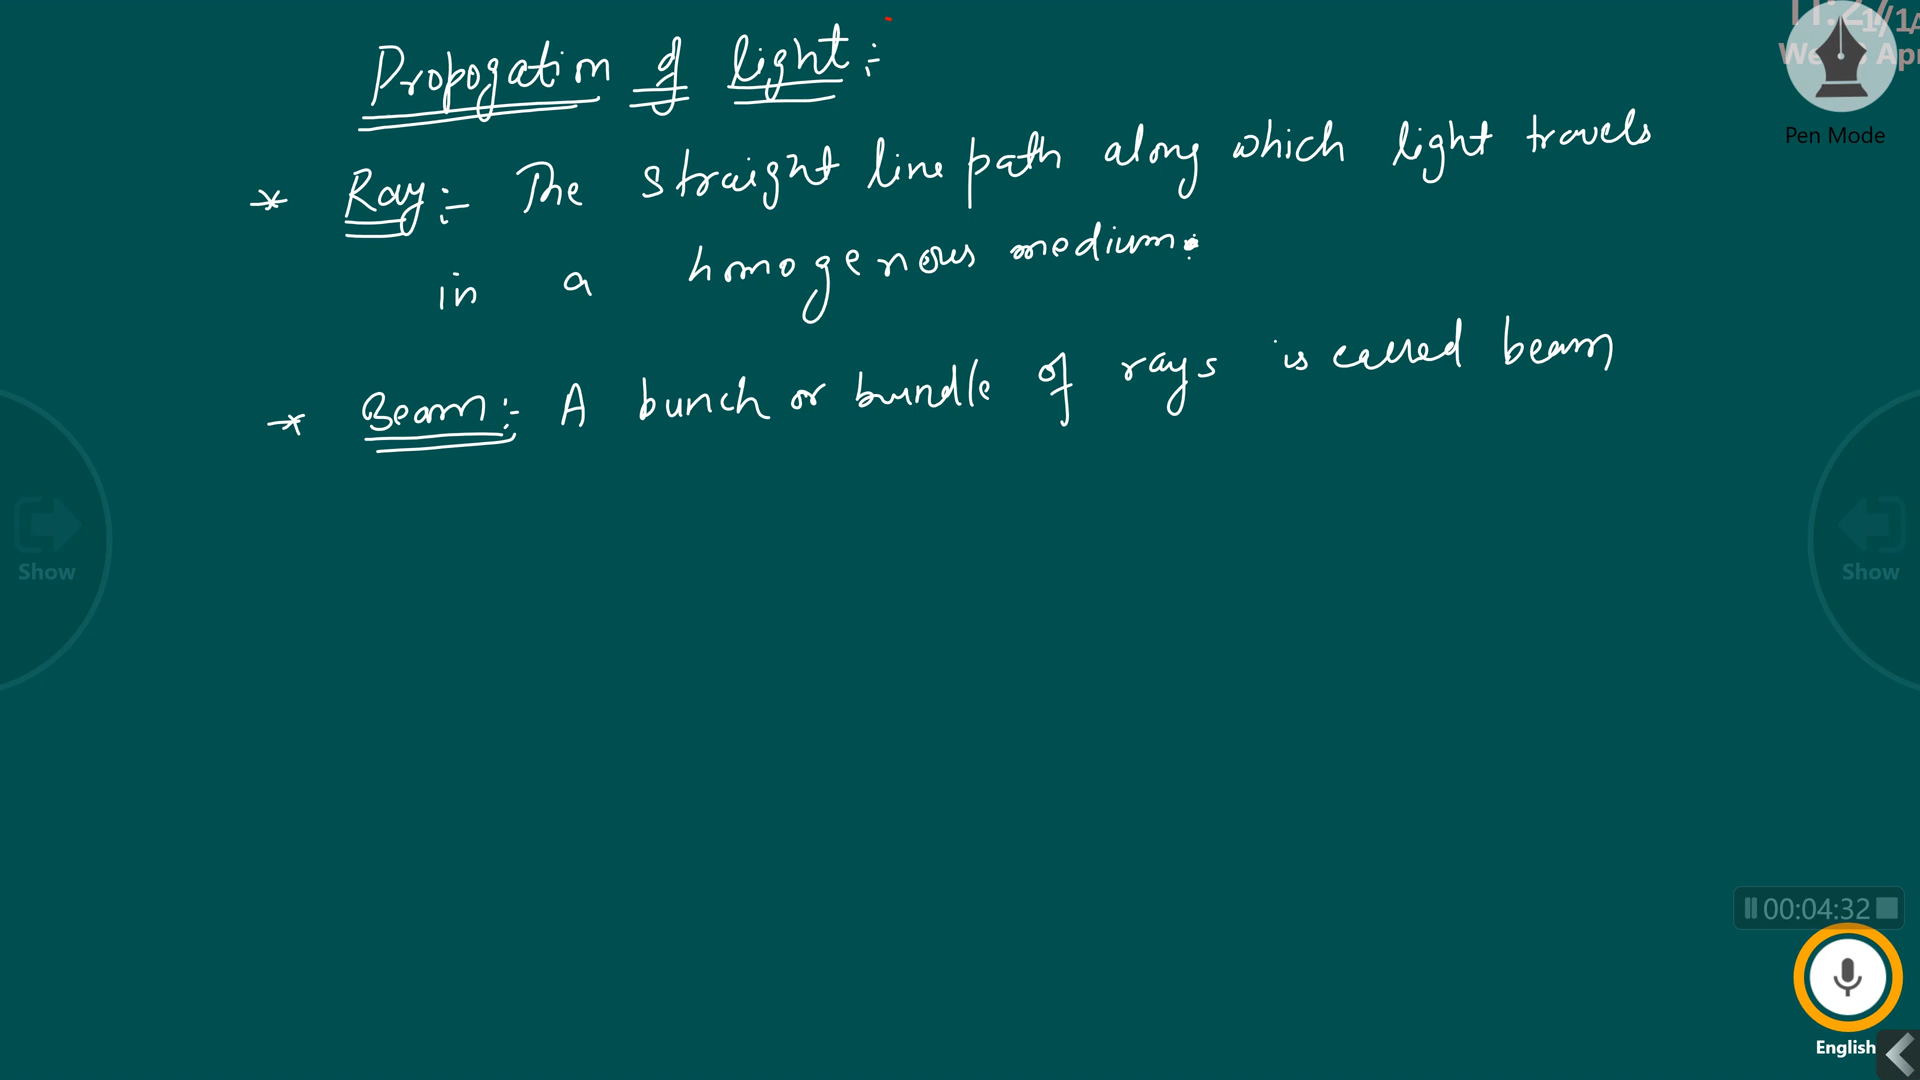 Propogation of light :-
* Ray :- The straight line path along which light travels
in a homogenous medium.
* Beam :- A bunch or bundle of rays is called beam
Pen Mode
Show
Show
00:04:32
English